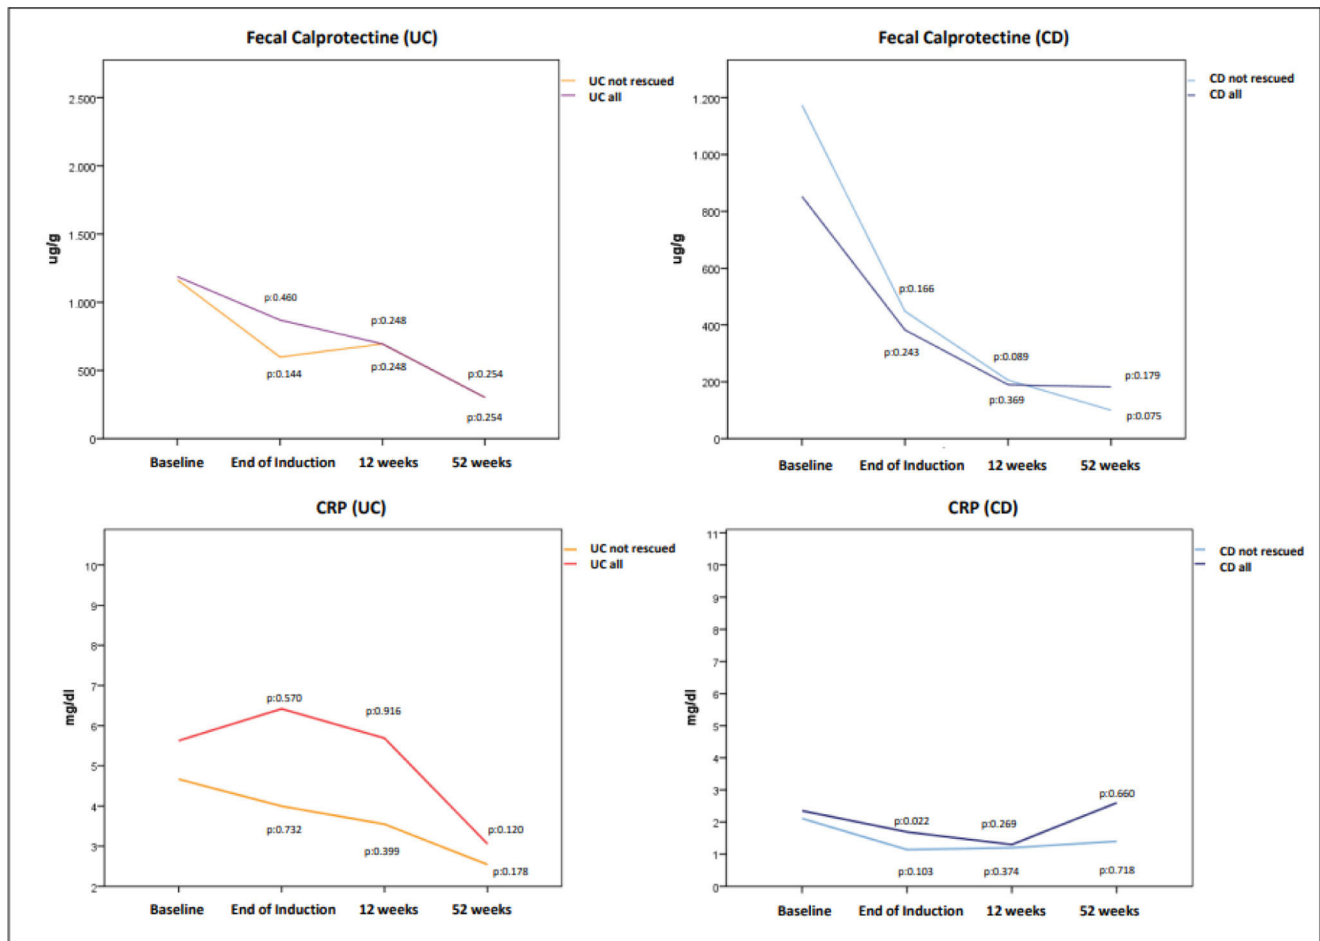 Fecal Calprotectine (UC)
UC not rescued
UC all
2.500
2.000
1.500
1.000
500
0
ug/g
p:0.460
p:0.144
p:0.248
p:0.248
p:0.254
p:0.254
Baseline End of Induction 12 weeks 52 weeks
Fecal Calprotectine (CD)
CD not rescued
CD all
1.200
1.000
800
600
400
200
0
ug/g
p:0.166
p:0.243
p:0.089
p:0.369
p:0.179
p:0.075
Baseline End of Induction 12 weeks 52 weeks
CRP (UC)
UC not rescued
UC all
10
9
8
7
6
5
4
3
2
mg/dl
p:0.570
p:0.916
p:0.732
p:0.399
p:0.120
p:0.178
Baseline End of Induction 12 weeks 52 weeks
CRP (CD)
CD not rescued
CD all
11
10
9
8
7
6
5
4
3
2
1
0
mg/dl
p:0.022
p:0.269
p:0.660
p:0.103
p:0.374
p:0.718
Baseline End of Induction 12 weeks 52 weeks